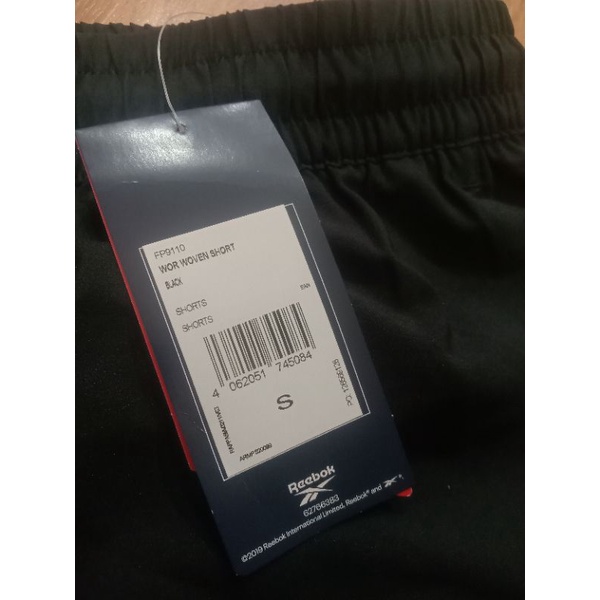 FP9110
WOR WOVEN SHORT
BLACK
SHORTS
SHORTS
4 062051 745084
S
Reebok
62766383
©2019 Reebok International Limited, Reebok® and